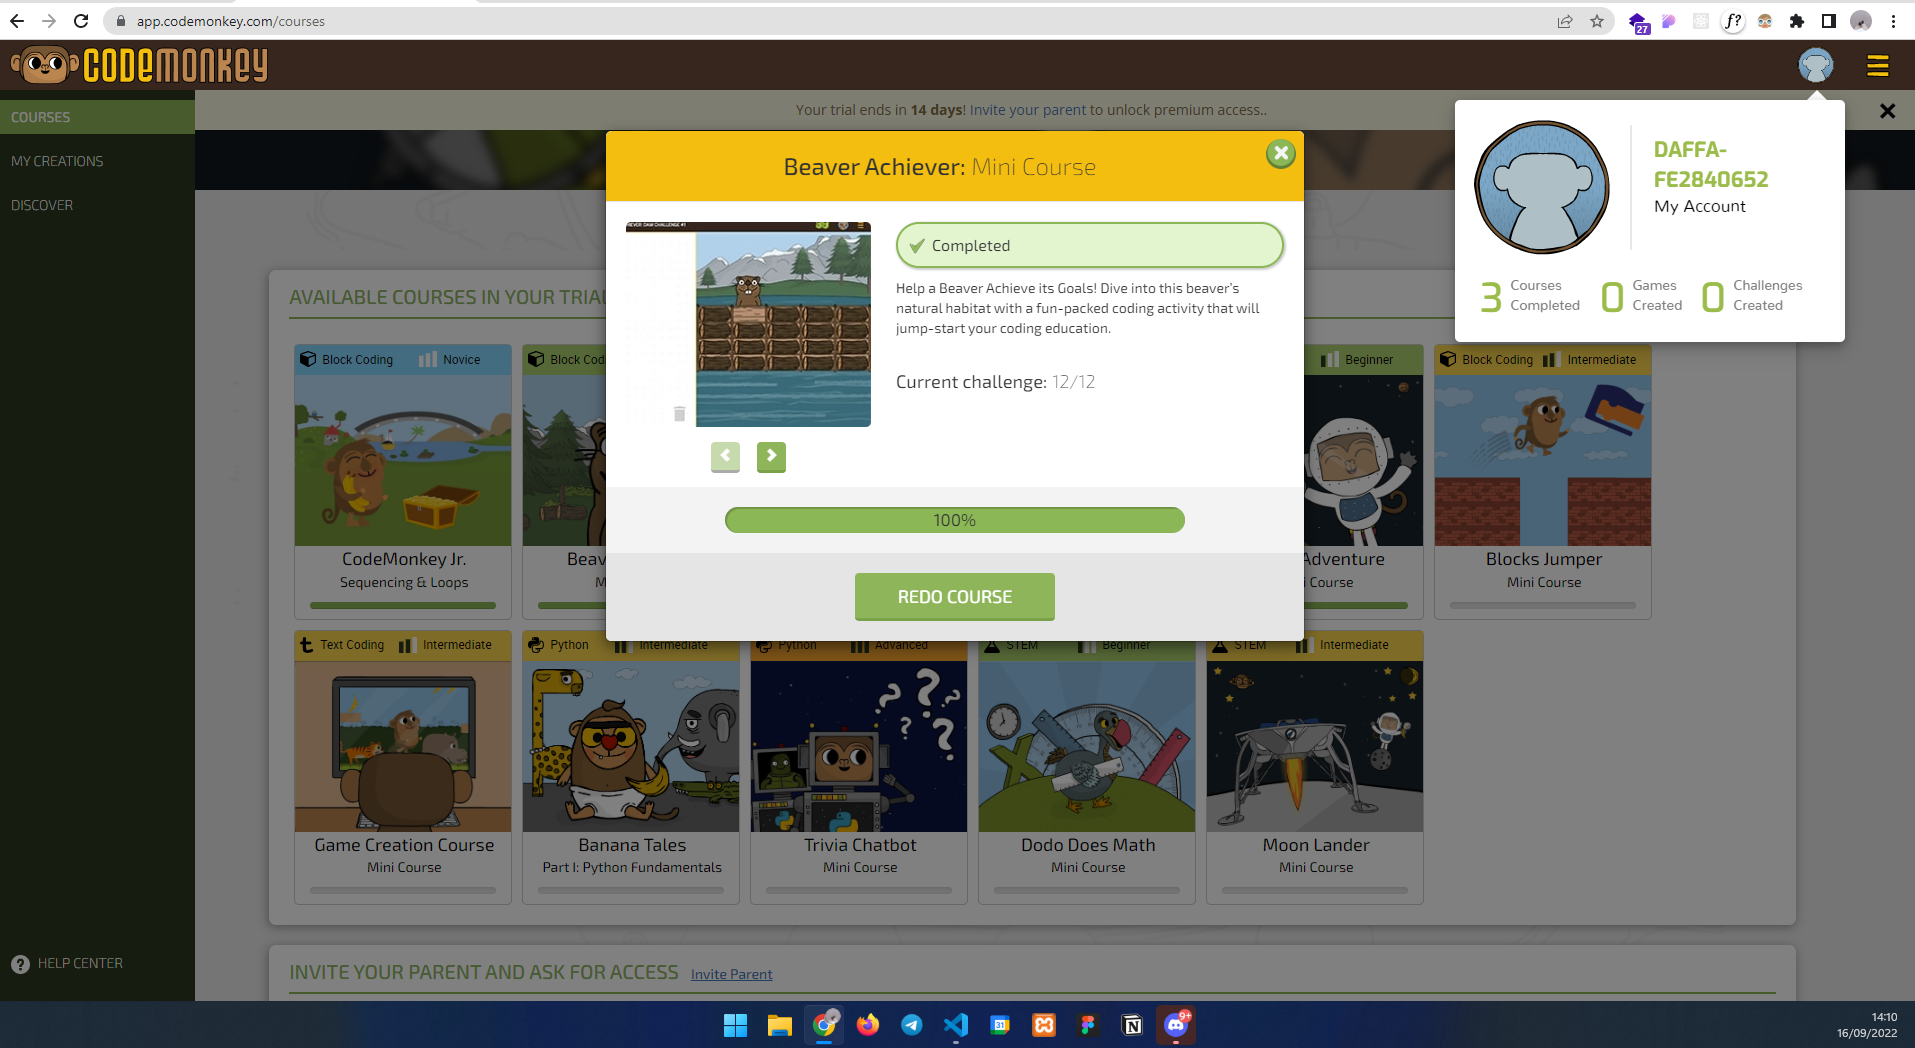 app.codemonkey.com/courses
27
f?
CODEMONKEY
COURSES
MY CREATIONS
DISCOVER
HELP CENTER
Your trial ends in 14 days! Invite your parent to unlock premium access..
DAFFA-
FE2840652
My Account
3 Courses Completed
0 Games Created
0 Challenges Created
Beaver Achiever: Mini Course
Completed
Help a Beaver Achieve its Goals! Dive into this beaver's
natural habitat with a fun-packed coding activity that will
jump-start your coding education.
Current challenge: 12/12
100%
REDO COURSE
AVAILABLE COURSES IN YOUR TRIAL
Block Coding Novice
CodeMonkey Jr.
Sequencing & Loops
Block Cod
Beav
M
Beginner
Adventure
Course
Block Coding Intermediate
Blocks Jumper
Mini Course
Text Coding Intermediate
Game Creation Course
Mini Course
Python Intermediate
Banana Tales
Part I: Python Fundamentals
Python Advanced
Trivia Chatbot
Mini Course
STEM Beginner
Dodo Does Math
Mini Course
STEM Intermediate
Moon Lander
Mini Course
INVITE YOUR PARENT AND ASK FOR ACCESS Invite Parent
31
9+
14:10
16/09/2022